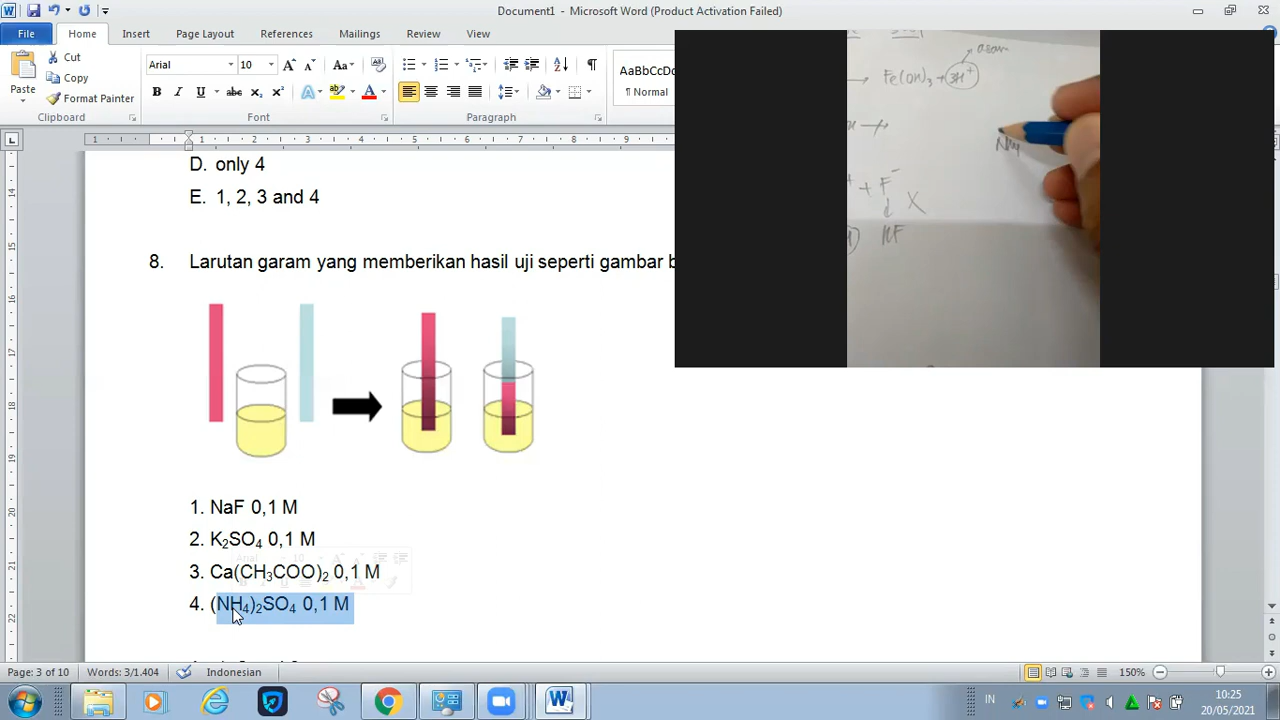 Document1 - Microsoft Word (Product Activation Failed)
File Home Insert Page Layout References Mailings Review View
Paste
Cut
Copy
Format Painter
Arial 10
Clipboard Font Paragraph
AaBbCcDc
¶ Normal
D. only 4
E. 1, 2, 3 and 4
8. Larutan garam yang memberikan hasil uji seperti gambar
1. NaF 0,1 M
2. K₂SO₄ 0,1 M
3. Ca(CH₃COO)₂ 0,1 M
4. (NH₄)₂SO₄ 0,1 M
asam
→ Fe(OH)₃ + 3H⁺
+ F⁻
X
Page: 3 of 10 Words: 3/1.404 Indonesian 150%
IN 10:25
20/05/2021